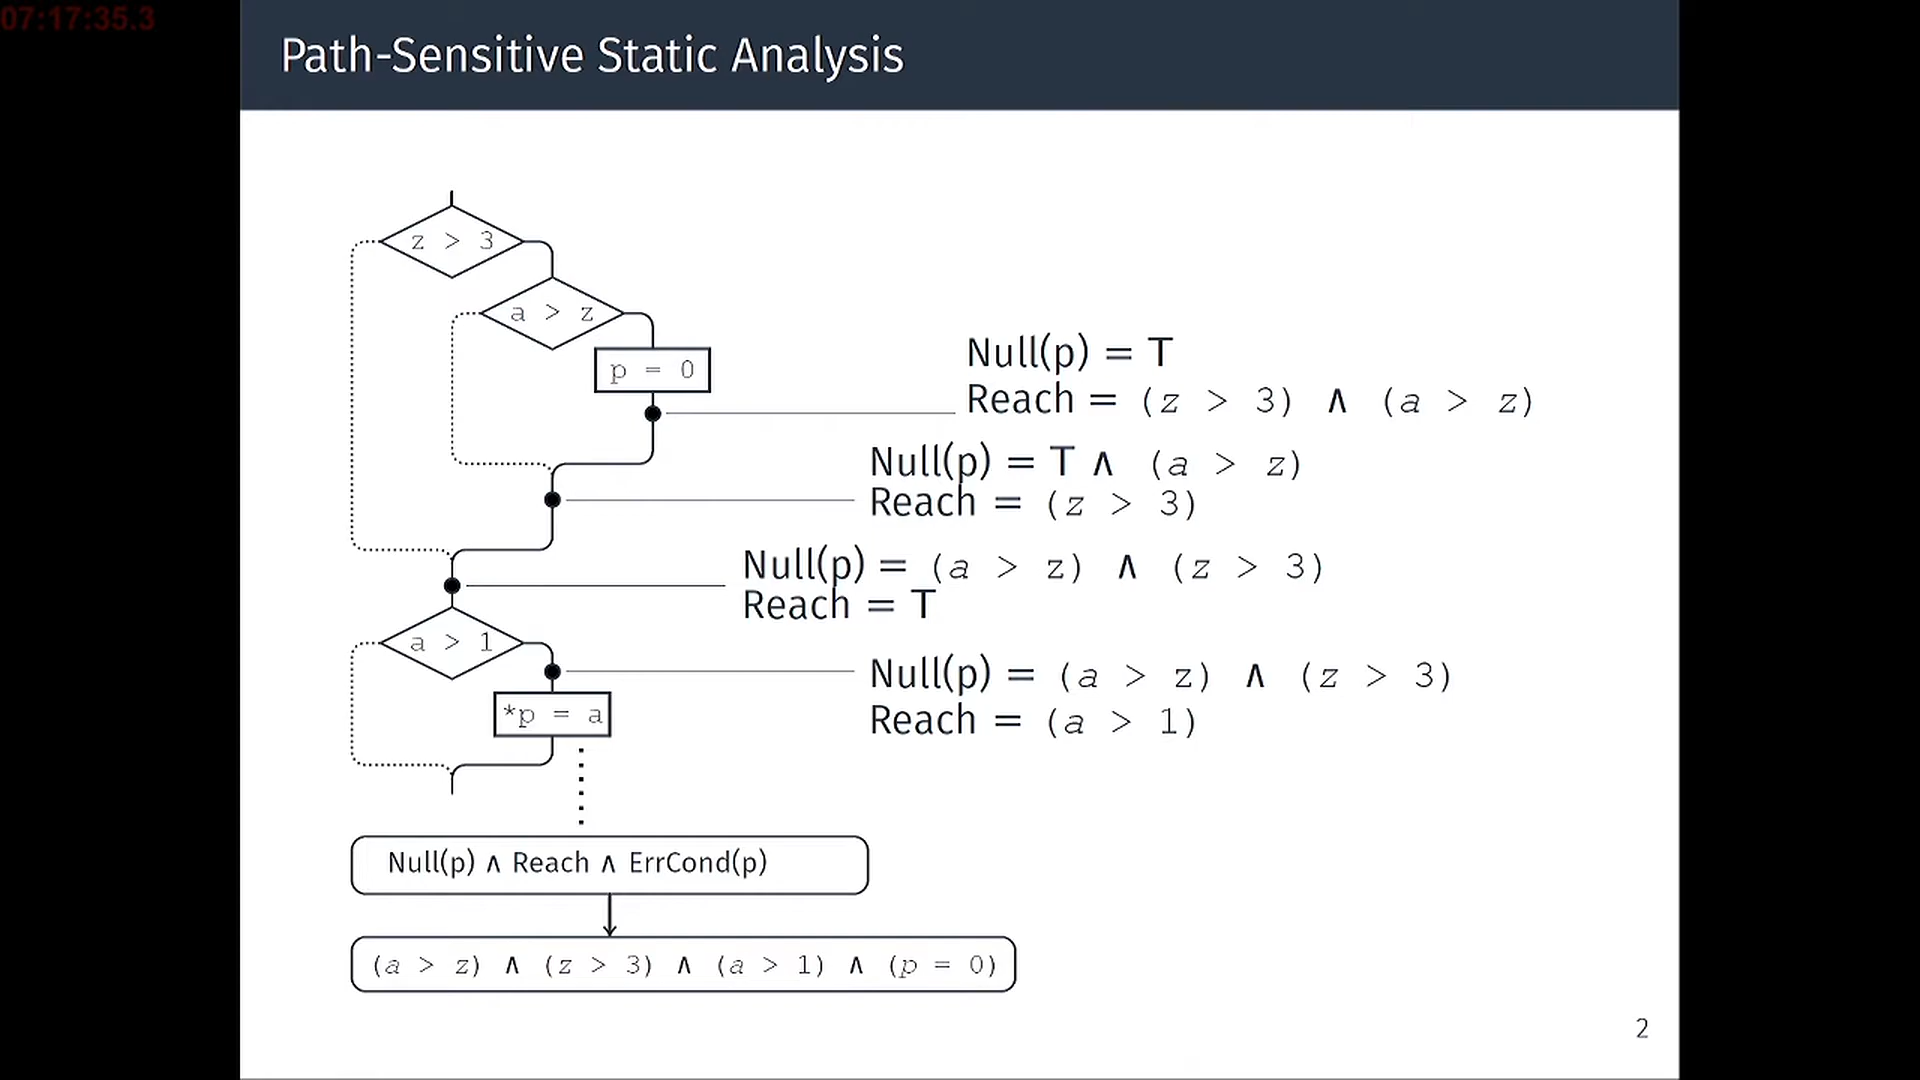 07:17:35.3
Path-Sensitive Static Analysis
z > 3
a > z
p = 0
Null(p) = T
Reach = (z > 3) ∧ (a > z)
Null(p) = T ∧ (a > z)
Reach = (z > 3)
Null(p) = (a > z) ∧ (z > 3)
Reach = T
a > 1
Null(p) = (a > z) ∧ (z > 3)
Reach = (a > 1)
*p = a
Null(p) ∧ Reach ∧ ErrCond(p)
(a > z) ∧ (z > 3) ∧ (a > 1) ∧ (p = 0)
2